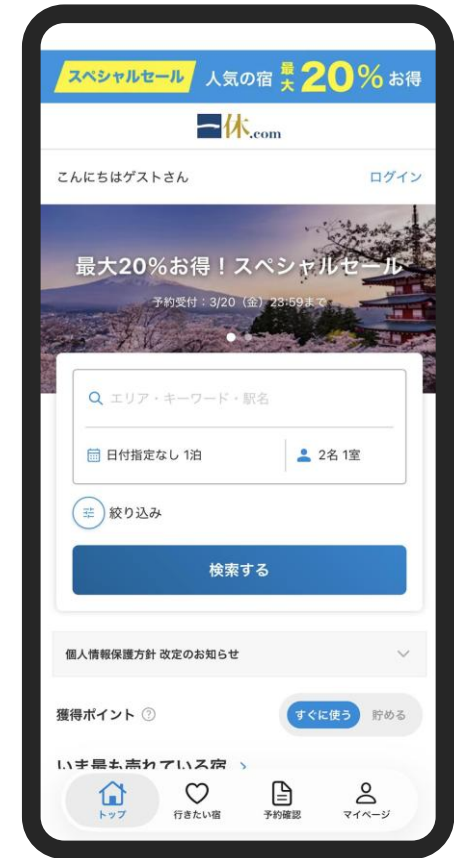 スペシャルセール 人気の宿 最大 20% お得
一休.com
こんにちはゲストさん ログイン
最大20%お得！スペシャルセール
予約受付：3/20（金）23:59まで
エリア・キーワード・駅名
日付指定なし 1泊 2名 1室
絞り込み
検索する
個人情報保護方針 改定のお知らせ
獲得ポイント ? すぐに使う 貯める
いま最も売れている宿 >
トップ 行きたい宿 予約確認 マイページ